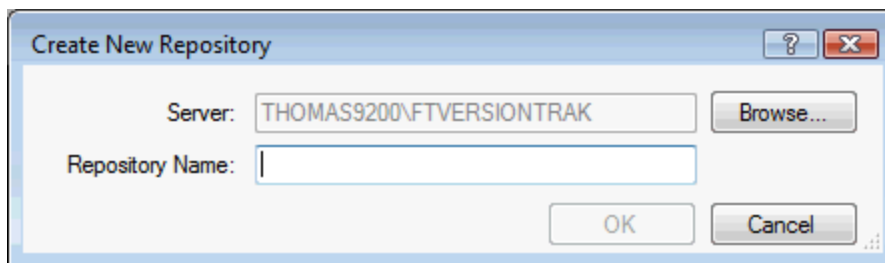 Create New Repository
Server: THOMAS9200\FTVERSIONTRAK Browse...
Repository Name:
OK Cancel